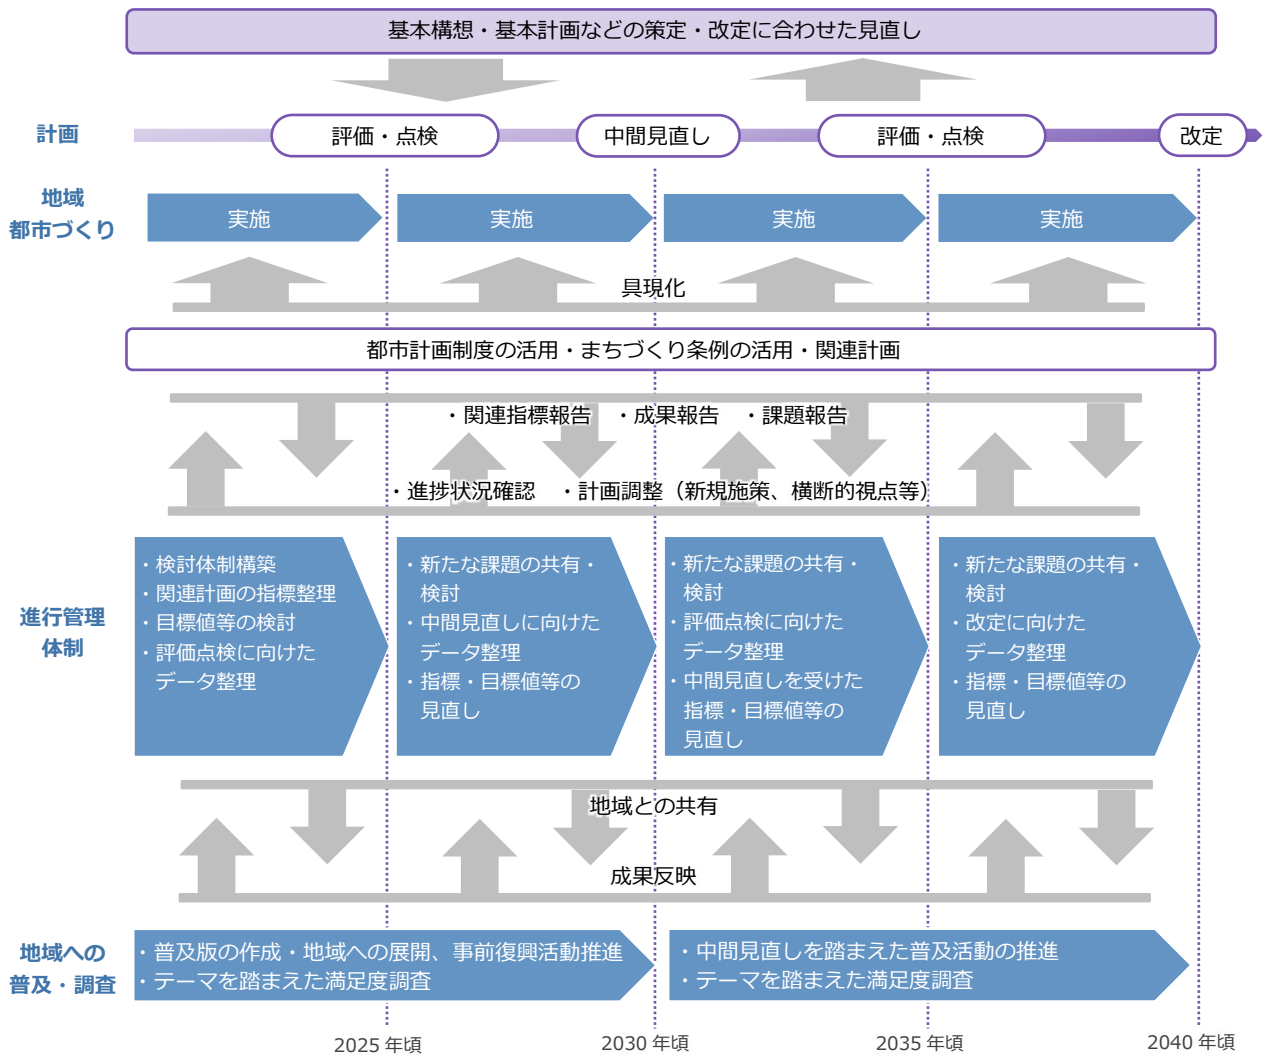 基本構想・基本計画などの策定・改定に合わせた見直し
計画
評価・点検
中間見直し
評価・点検
改定
地域
都市づくり
実施
実施
実施
実施
具現化
都市計画制度の活用・まちづくり条例の活用・関連計画
・関連指標報告　・成果報告　・課題報告
・進捗状況確認　・計画調整（新規施策、横断的視点等）
進行管理
体制
・検討体制構築
・関連計画の指標整理
・目標値等の検討
・評価点検に向けた
データ整理
・新たな課題の共有・
検討
・中間見直しに向けた
データ整理
・指標・目標値等の
見直し
・新たな課題の共有・
検討
・評価点検に向けた
データ整理
・中間見直しを受けた
指標・目標値等の
見直し
・新たな課題の共有・
検討
・改定に向けた
データ整理
・指標・目標値等の
見直し
地域との共有
成果反映
地域への
普及・調査
・普及版の作成・地域への展開、事前復興活動推進
・テーマを踏まえた満足度調査
・中間見直しを踏まえた普及活動の推進
・テーマを踏まえた満足度調査
2025 年頃
2030 年頃
2035 年頃
2040 年頃